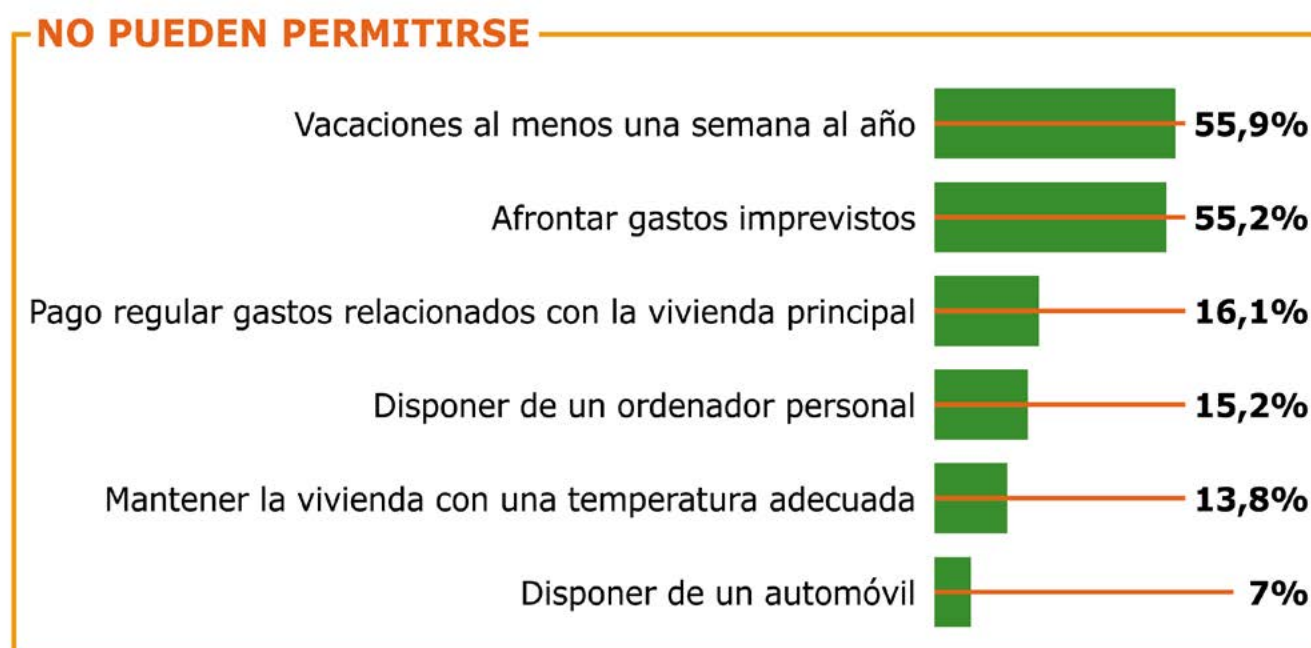 NO PUEDEN PERMITIRSE
Vacaciones al menos una semana al año 55,9%
Afrontar gastos imprevistos 55,2%
Pago regular gastos relacionados con la vivienda principal 16,1%
Disponer de un ordenador personal 15,2%
Mantener la vivienda con una temperatura adecuada 13,8%
Disponer de un automóvil 7%